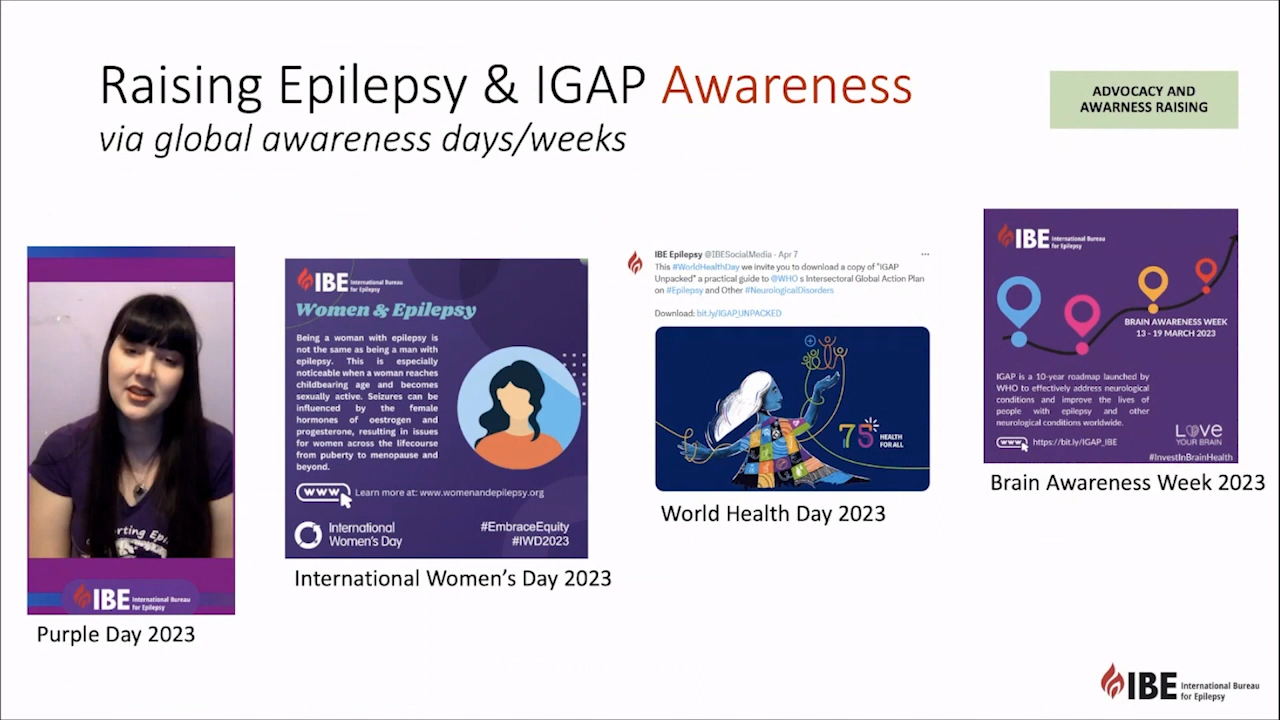 Raising Epilepsy & IGAP Awareness
via global awareness days/weeks
ADVOCACY AND
AWARNESS RAISING
IBE International Bureau
for Epilepsy
Purple Day 2023
IBE International Bureau
for Epilepsy
Women & Epilepsy
Being a woman with epilepsy is
not the same as being a man with
epilepsy. This is especially
noticeable when a woman reaches
childbearing age and becomes
sexually active. Seizures can be
influenced by the female
hormones of oestrogen and
progesterone, resulting in issues
for women across the lifecourse
from puberty to menopause and
beyond.
www Learn more at: www.womenandepilepsy.org
International
Women's Day
#EmbraceEquity
#IWD2023
International Women's Day 2023
IBE Epilepsy @IBESocialMedia · Apr 7
This #WorldHealthDay we invite you to download a copy of "IGAP
Unpacked" a practical guide to @WHO s Intersectoral Global Action Plan
on #Epilepsy and Other #NeurologicalDisorders
Download: bit.ly/IGAP_UNPACKED
75 HEALTH
FOR ALL
World Health Day 2023
IBE International Bureau
for Epilepsy
BRAIN AWARENESS WEEK
13 - 19 MARCH 2023
IGAP is a 10-year roadmap launched by
WHO to effectively address neurological
conditions and improve the lives of
people with epilepsy and other
neurological conditions worldwide.
www https://bit.ly/IGAP_IBE
LOVE
YOUR BRAIN
#InvestInBrainHealth
Brain Awareness Week 2023
IBE International Bureau
for Epilepsy